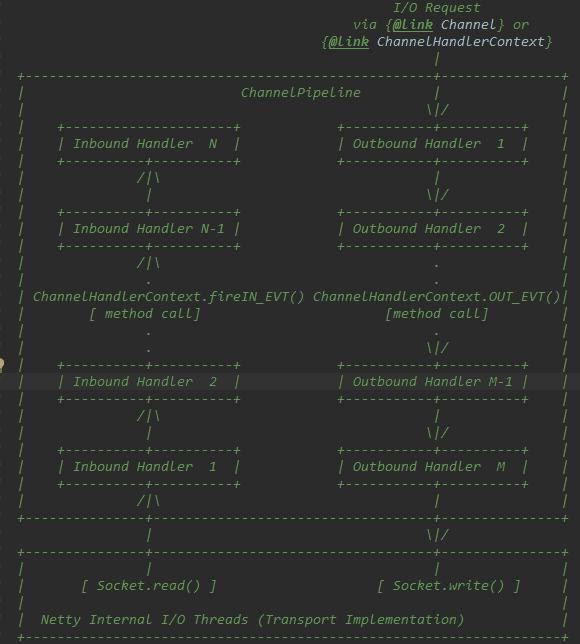 I/O Request
via {@link Channel} or
{@link ChannelHandlerContext}
|
+---------------------------------------------------+---------------+
|                           ChannelPipeline         |               |
|                                                  \|/              |
|    +---------------------+            +-----------+----------+    |
|    | Inbound Handler  N  |            | Outbound Handler  1  |    |
|    +----------+----------+            +-----------+----------+    |
|              /|\                                  |               |
|               |                                  \|/              |
|    +----------+----------+            +-----------+----------+    |
|    | Inbound Handler N-1 |            | Outbound Handler  2  |    |
|    +----------+----------+            +-----------+----------+    |
|              /|\                                  .               |
|               .                                   .               |
| ChannelHandlerContext.fireIN_EVT() ChannelHandlerContext.OUT_EVT()|
|        [ method call]                       [method call]         |
|               .                                   .               |
|               .                                  \|/              |
|    +----------+----------+            +-----------+----------+    |
|    | Inbound Handler  2  |            | Outbound Handler M-1 |    |
|    +----------+----------+            +-----------+----------+    |
|              /|\                                  |               |
|               |                                  \|/              |
|    +----------+----------+            +-----------+----------+    |
|    | Inbound Handler  1  |            | Outbound Handler  M  |    |
|    +----------+----------+            +-----------+----------+    |
|              /|\                                  |               |
+---------------+-----------------------------------+---------------+
                |                                  \|/
+---------------+-----------------------------------+---------------+
|               |                                   |               |
|       [ Socket.read() ]                    [ Socket.write() ]     |
|                                                                   |
|  Netty Internal I/O Threads (Transport Implementation)            |
+-------------------------------------------------------------------+